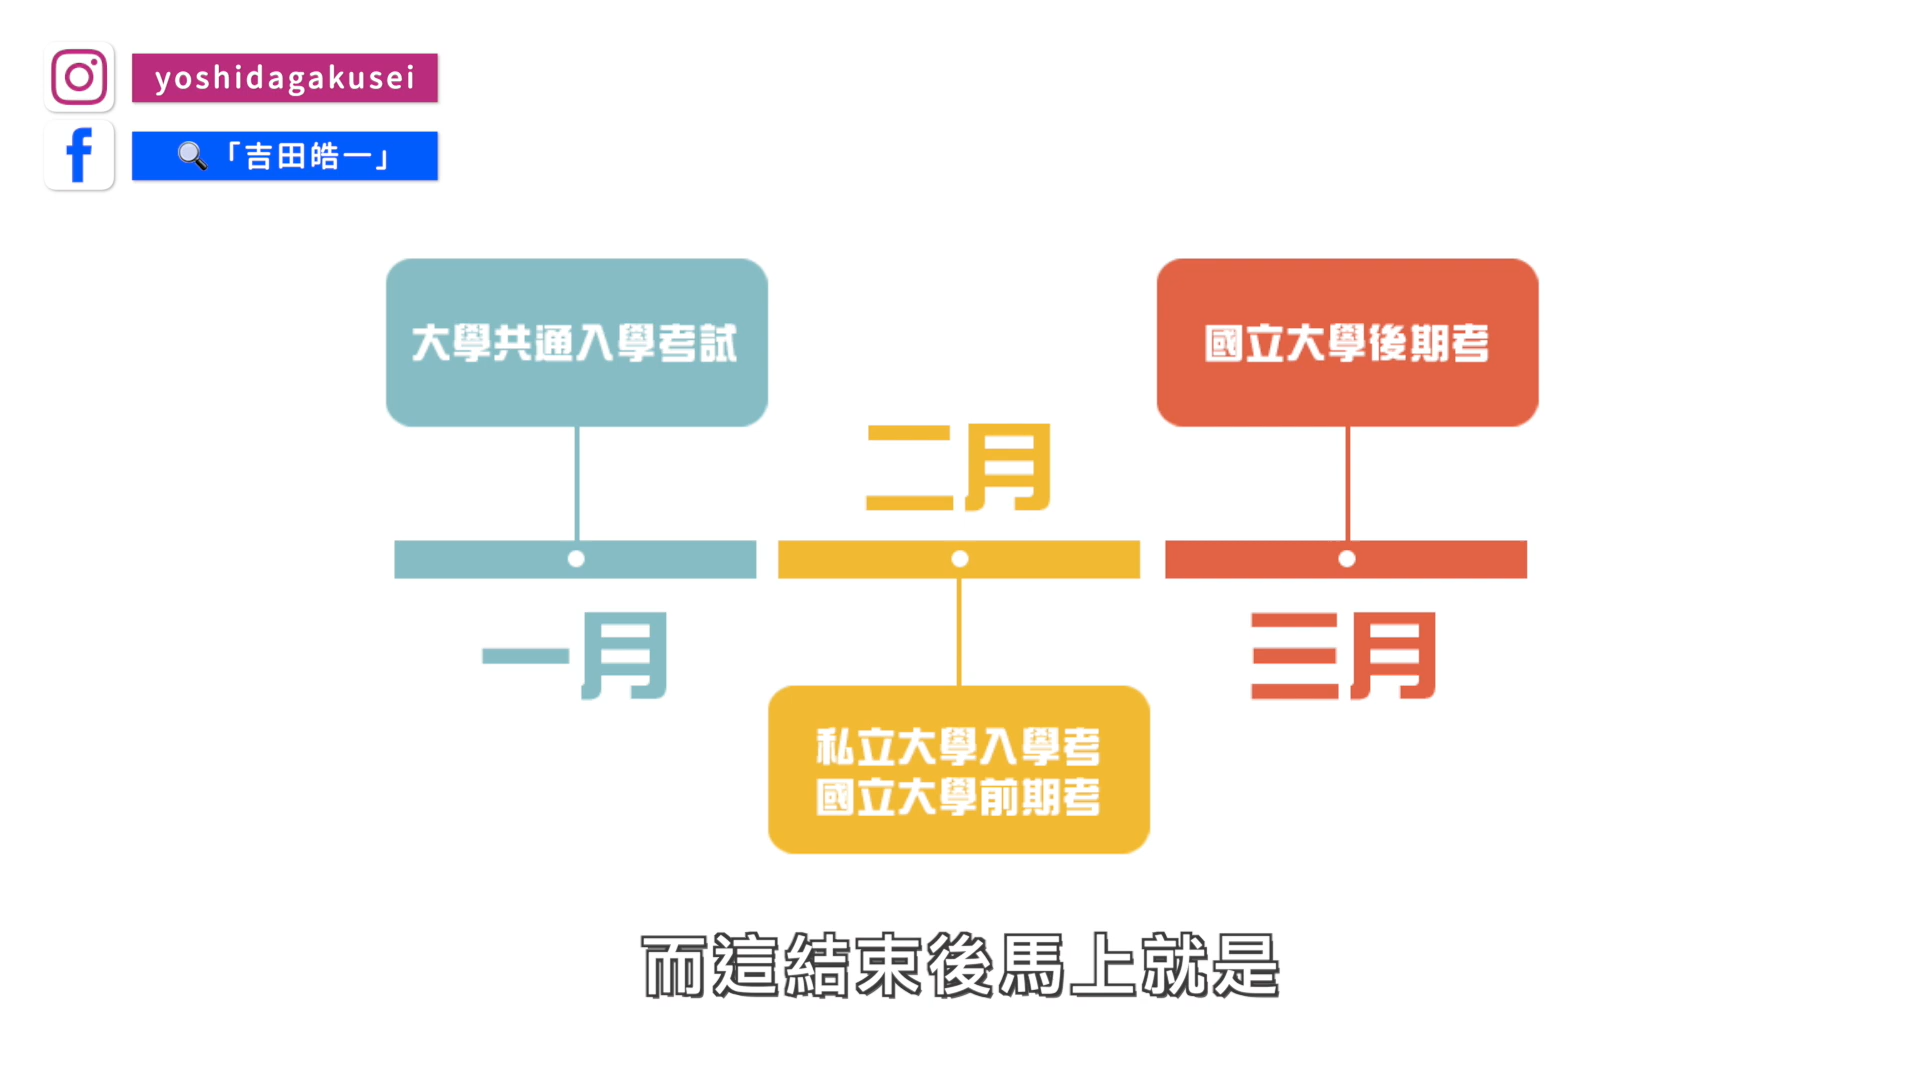 yoshidagakusei
「吉田皓一」
大學共通入學考試
國立大學後期考
二月
一月
三月
私立大學入學考
國立大學前期考
而這結束後馬上就是